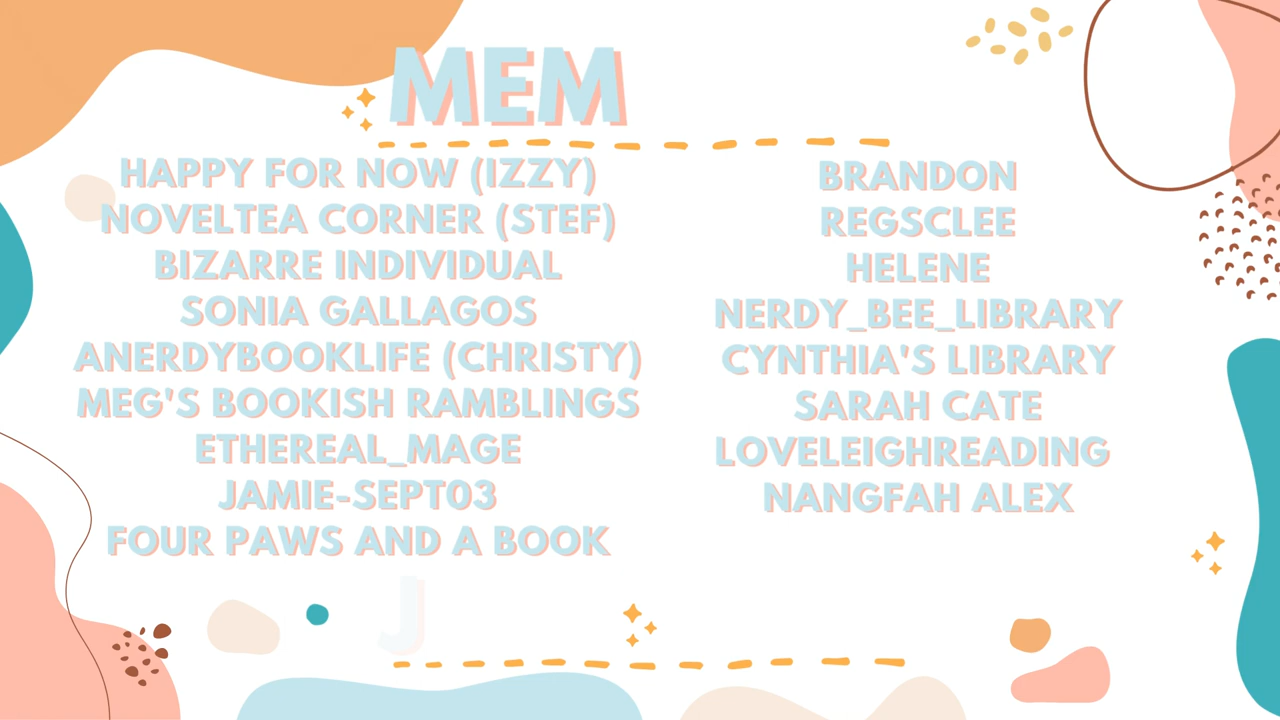 MEM
HAPPY FOR NOW (IZZY)
NOVELTEA CORNER (STEF)
BIZARRE INDIVIDUAL
SONIA GALLAGOS
ANERDYBOOKLIFE (CHRISTY)
MEG'S BOOKISH RAMBLINGS
ETHEREAL_MAGE
JAMIE-SEPT03
FOUR PAWS AND A BOOK
BRANDON
REGSCLEE
HELENE
NERDY_BEE_LIBRARY
CYNTHIA'S LIBRARY
SARAH CATE
LOVELEIGHREADING
NANGFAH ALEX
J